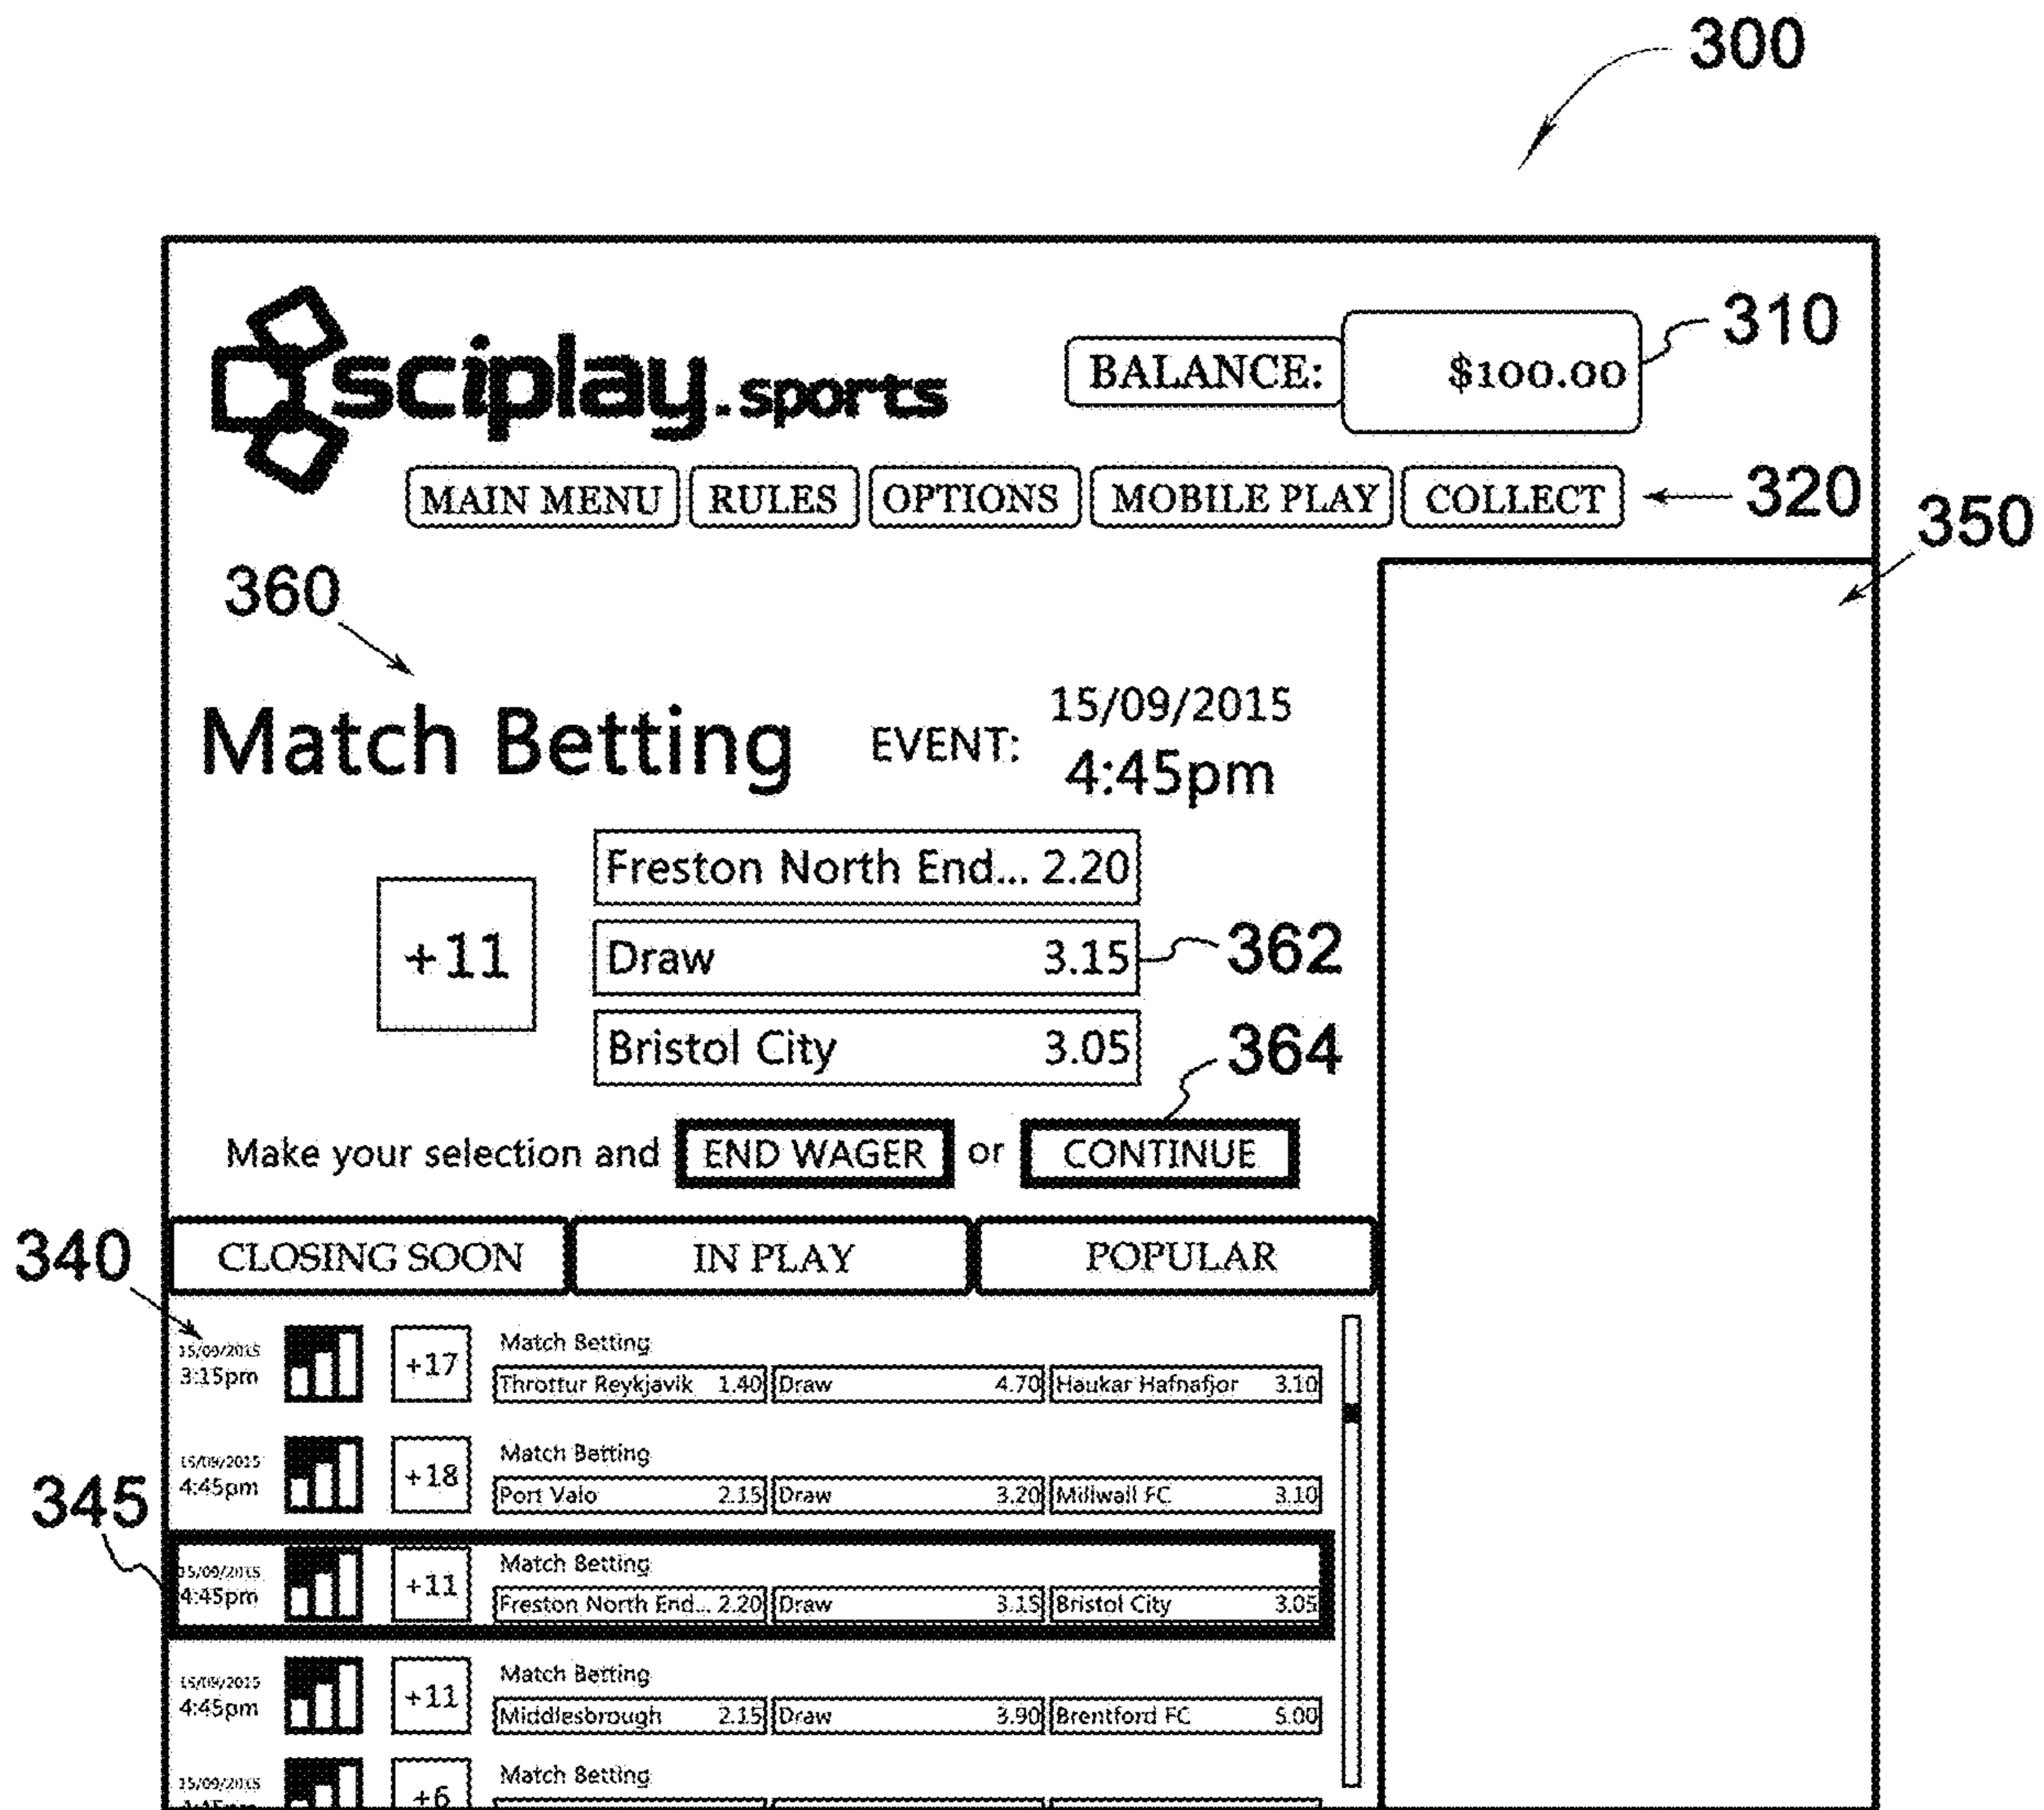 300
sciplay.sports
BALANCE: $100.00
310
MAIN MENU RULES OPTIONS MOBILE PLAY COLLECT
320
350
360
Match Betting
EVENT: 15/09/2015
4:45pm
+11
Freston North End... 2.20
Draw 3.15
362
Bristol City 3.05
364
Make your selection and END WAGER or CONTINUE
340
CLOSING SOON IN PLAY POPULAR
15/09/2015
3:15pm
+17
Match Betting
Throttur Reykjavik 1.40 Draw 4.70 Haukar Hafnafjor 3.10
345
15/09/2015
4:45pm
+18
Match Betting
Port Valo 2.15 Draw 3.20 Millwall FC 3.10
15/09/2015
4:45pm
+11
Match Betting
Freston North End... 2.20 Draw 3.15 Bristol City 3.05
15/09/2015
4:45pm
+11
Match Betting
Middlesbrough 2.15 Draw 3.90 Brentford FC 5.00
15/09/2015
+6
Match Betting